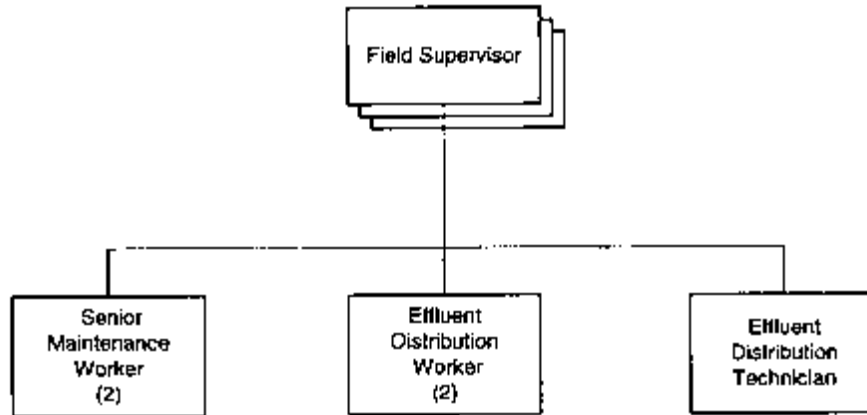 Field Supervisor
Senior
Maintenance
Worker
(2)
Effluent
Distribution
Worker
(2)
Effluent
Distribution
Technician